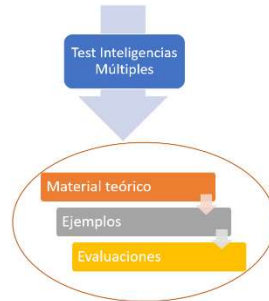 Test Inteligencias
Múltiples
Material teórico
Ejemplos
Evaluaciones